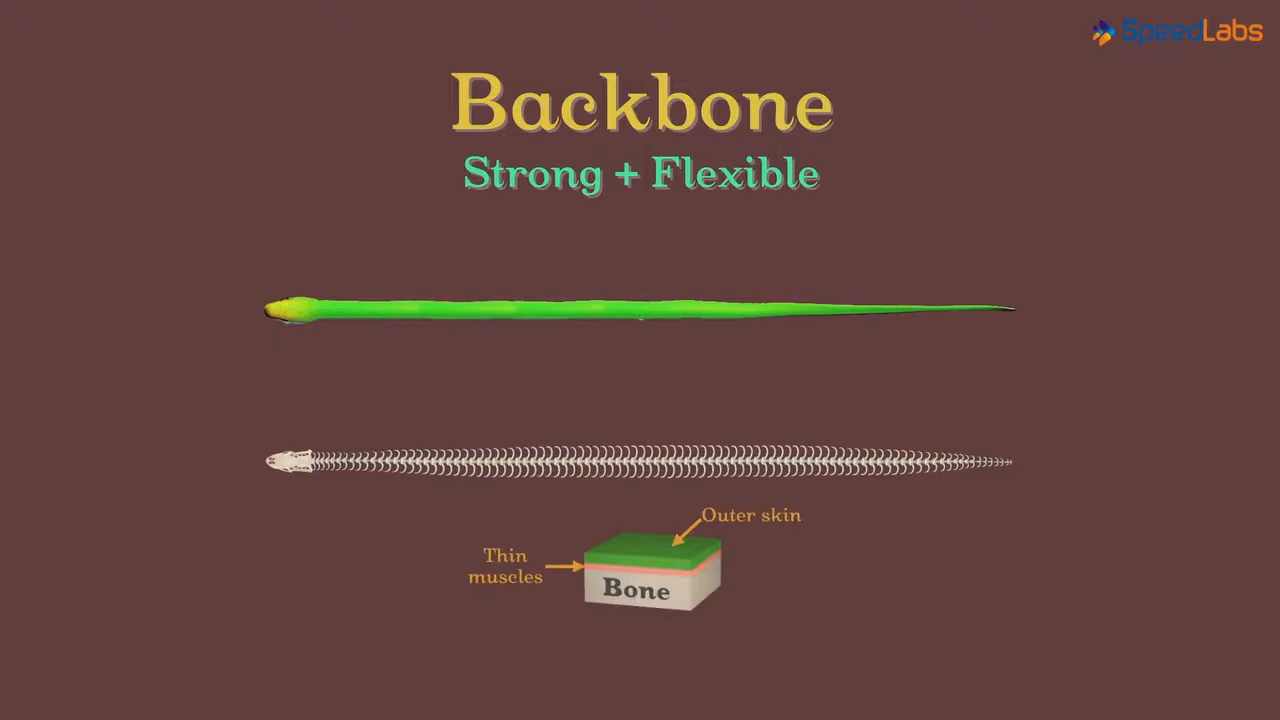 SpeedLabs
Backbone
Strong + Flexible
Outer skin
Thin
muscles
Bone